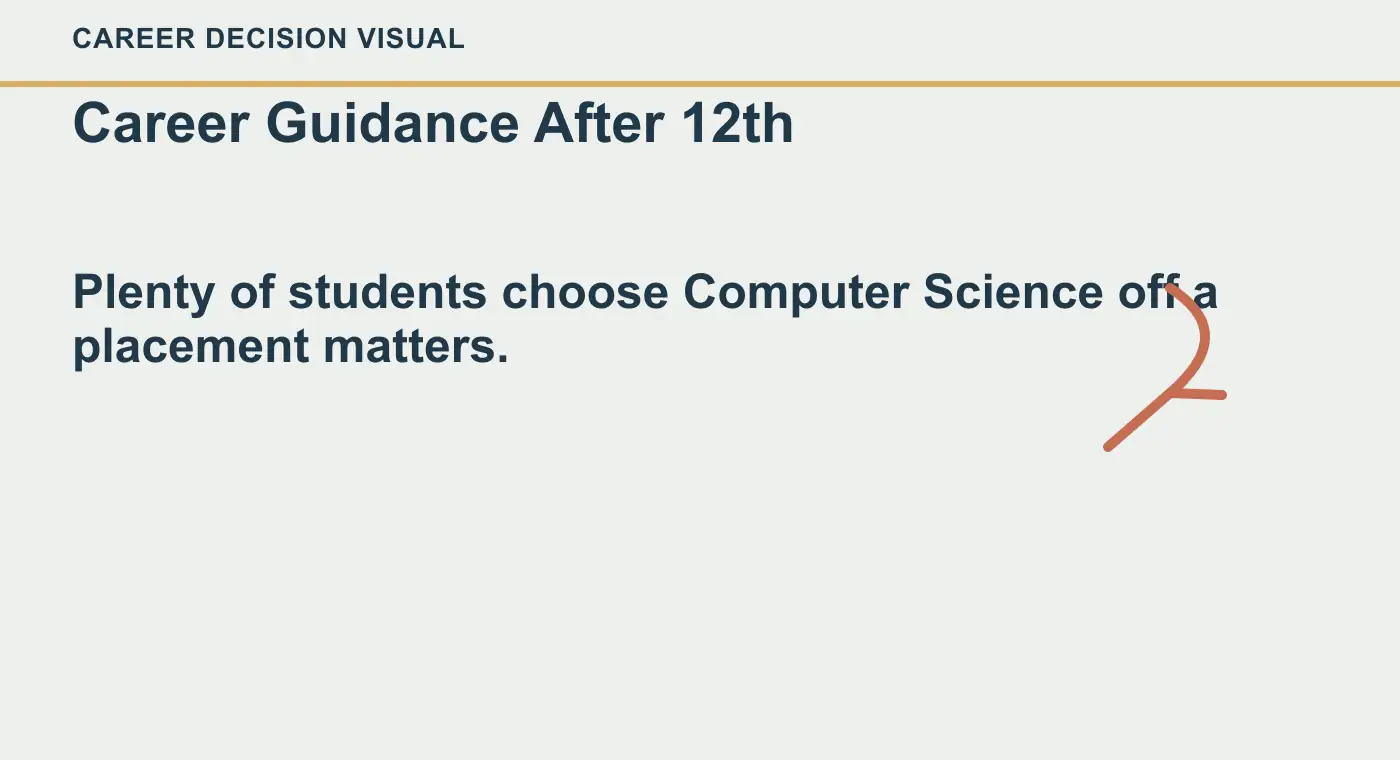 CAREER DECISION VISUAL
Career Guidance After 12th
Plenty of students choose Computer Science off a
placement matters.